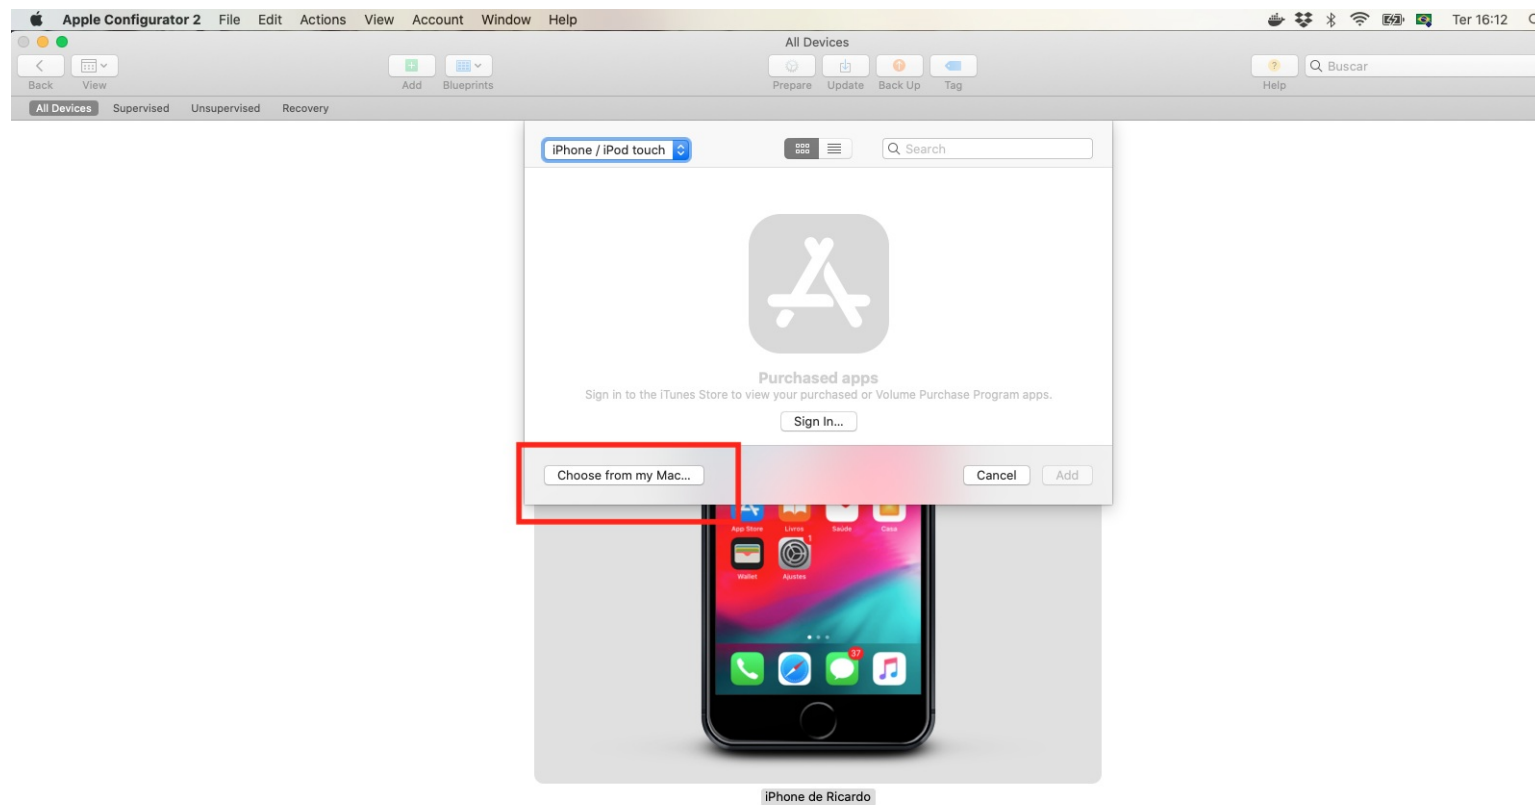 Apple Configurator 2 File Edit Actions View Account Window Help Ter 16:12
All Devices
Buscar
Back View Add Blueprints Prepare Update Back Up Tag Help
All Devices Supervised Unsupervised Recovery
iPhone / iPod touch Search
Purchased apps
Sign in to the iTunes Store to view your purchased or Volume Purchase Program apps.
Sign In...
Choose from my Mac... Cancel Add
App Store Livros Saúde Casa
1
Wallet Ajustes
37
iPhone de Ricardo